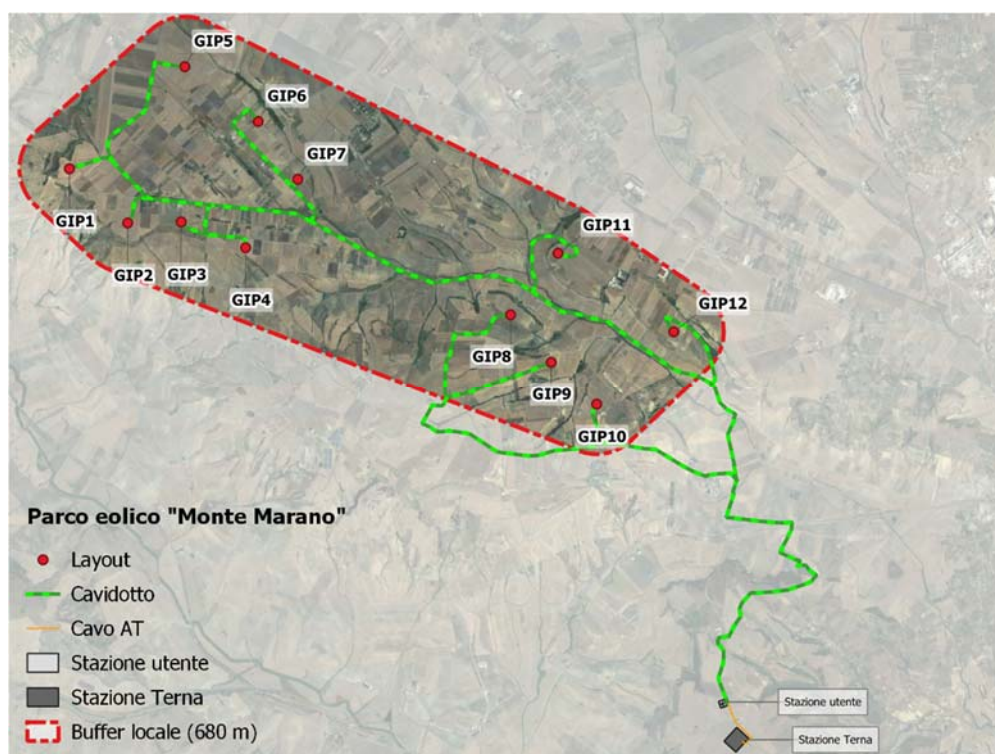 GIP5
GIP6
GIP7
GIP1
GIP2
GIP3
GIP4
GIP11
GIP12
GIP8
GIP9
GIP10
Parco eolico "Monte Marano"
Layout
Cavidotto
Cavo AT
Stazione utente
Stazione Terna
Buffer locale (680 m)
Stazione utente
Stazione Terna